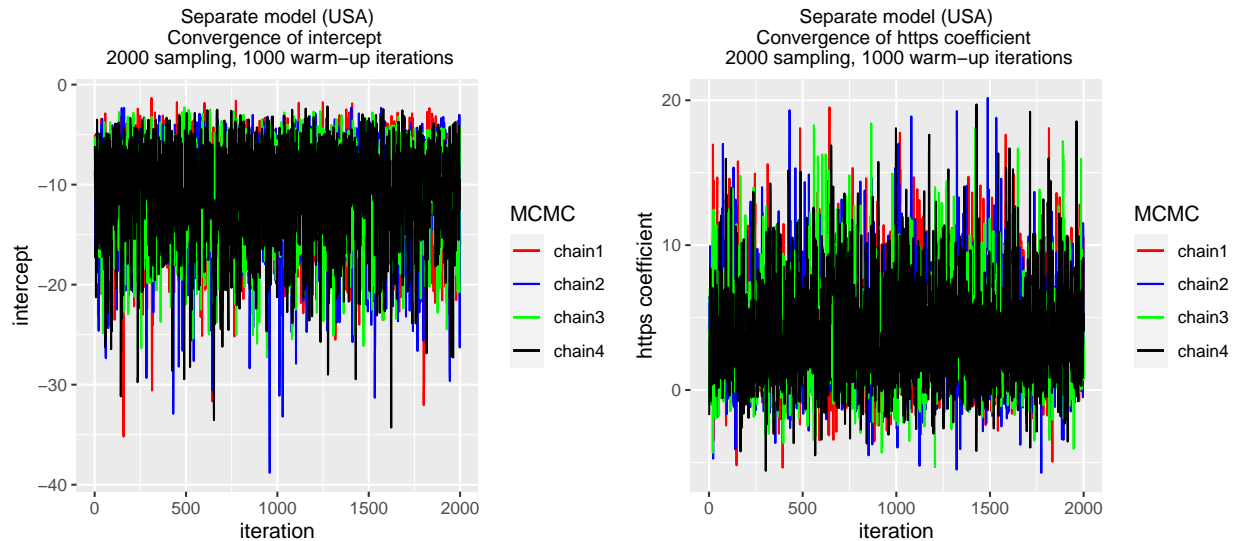 Separate model (USA)
Convergence of intercept
2000 sampling, 1000 warm−up iterations
0
−10
−20
−30
−40
intercept
0
500
1000
1500
2000
iteration
MCMC
chain1
chain2
chain3
chain4
Separate model (USA)
Convergence of https coefficient
2000 sampling, 1000 warm−up iterations
20
10
0
https coefficient
0
500
1000
1500
2000
iteration
MCMC
chain1
chain2
chain3
chain4